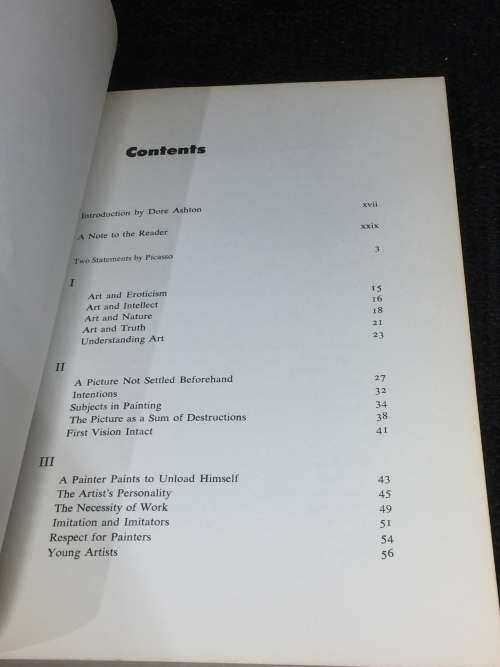 Contents
Introduction by Dore Ashton xvii
A Note to the Reader xxix
Two Statements by Picasso 3
I
Art and Eroticism 15
Art and Intellect 16
Art and Nature 18
Art and Truth 21
Understanding Art 23
II
A Picture Not Settled Beforehand 27
Intentions 32
Subjects in Painting 34
The Picture as a Sum of Destructions 38
First Vision Intact 41
III
A Painter Paints to Unload Himself 43
The Artist's Personality 45
The Necessity of Work 49
Imitation and Imitators 51
Respect for Painters 54
Young Artists 56